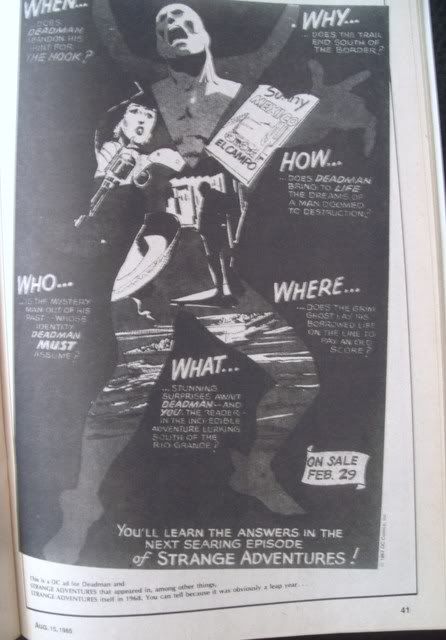 WHEN...
DOES
DEADMAN
ABANDON HIS
HUNT FOR
THE HOOK?
WHY...
... DOES THE TRAIL
END SOUTH OF
THE BORDER?
SUNNY
MEXICO
EL CAMPO
HOW...
... DOES DEADMAN
BRING TO LIFE
THE DREAMS OF
A MAN DOOMED
TO DESTRUCTION?
WHO...
... IS THE MYSTERY
MAN OUT OF HIS
PAST--WHOSE
IDENTITY
DEADMAN
MUST
ASSUME?
WHERE...
... DOES THE GRIM
GHOST LAY HIS
BORROWED LIFE
ON THE LINE TO
PAY AN OLD
SCORE?
WHAT...
... STUNNING
SURPRISES AWAIT
DEADMAN--AND
YOU, THE READER--
IN THE INCREDIBLE
ADVENTURE LURKING
SOUTH OF THE
RIO GRANDE?
ON SALE
FEB. 29
YOU'LL LEARN THE ANSWERS IN THE
NEXT SEARING EPISODE
of STRANGE ADVENTURES!
DC Comics, Inc.
This is a DC ad for Deadman and
STRANGE ADVENTURES that appeared in, among other things,
STRANGE ADVENTURES itself in 1968. You can tell because it was obviously a leap year...
41
AUG. 15, 1985